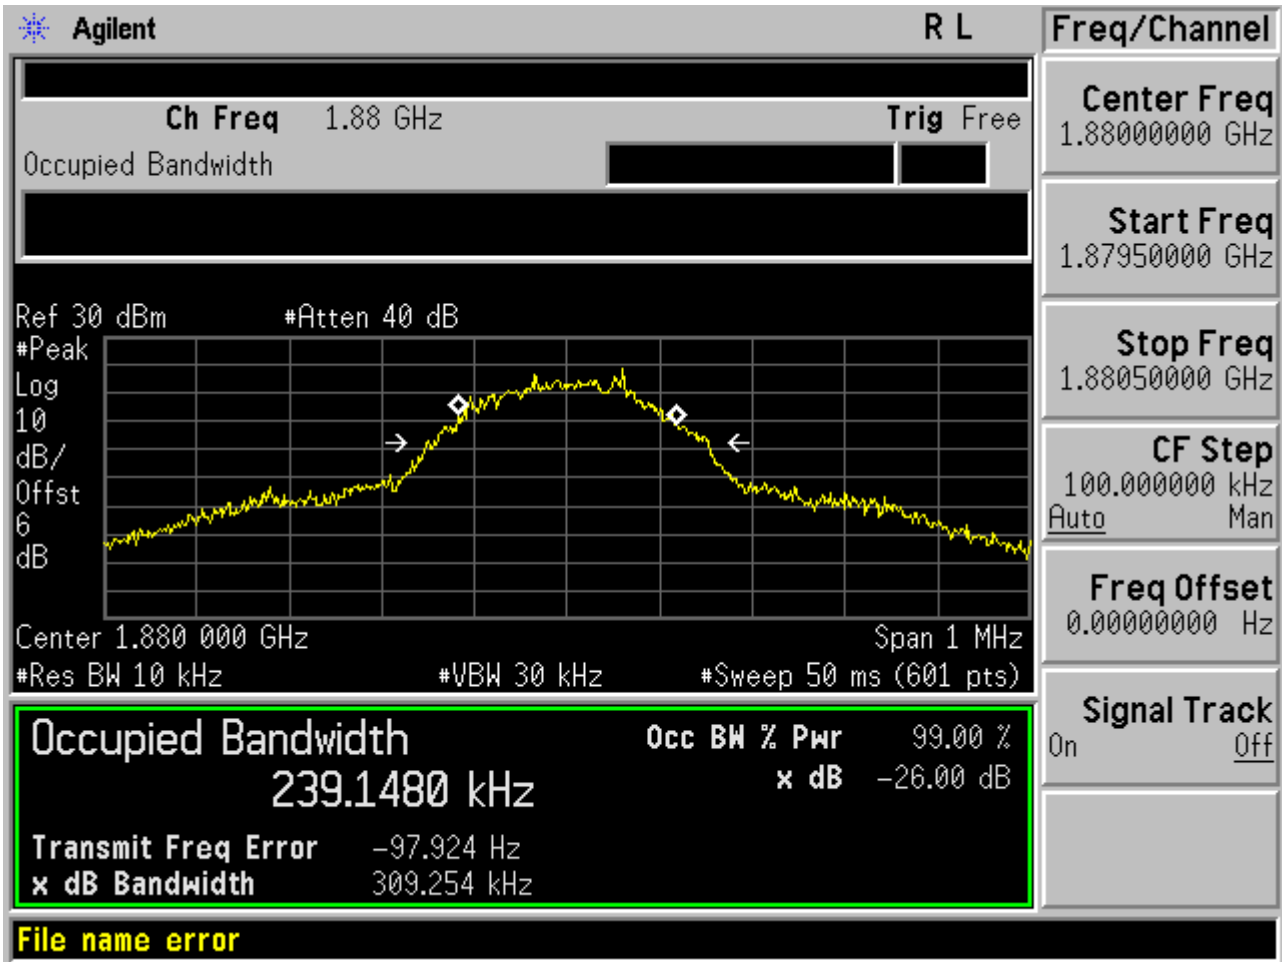 Agilent R L Freq/Channel
Ch Freq 1.88 GHz Trig Free
Occupied Bandwidth
Center Freq
1.88000000 GHz
Start Freq
1.87950000 GHz
Stop Freq
1.88050000 GHz
CF Step
100.000000 kHz
Auto Man
Freq Offset
0.00000000 Hz
Signal Track
On Off
Ref 30 dBm #Atten 40 dB
#Peak
Log
10
dB/
Offst
6
dB
Center 1.880 000 GHz Span 1 MHz
#Res BW 10 kHz #VBW 30 kHz #Sweep 50 ms (601 pts)
Occupied Bandwidth Occ BW % Pwr 99.00 %
239.1480 kHz x dB -26.00 dB
Transmit Freq Error -97.924 Hz
x dB Bandwidth 309.254 kHz
File name error